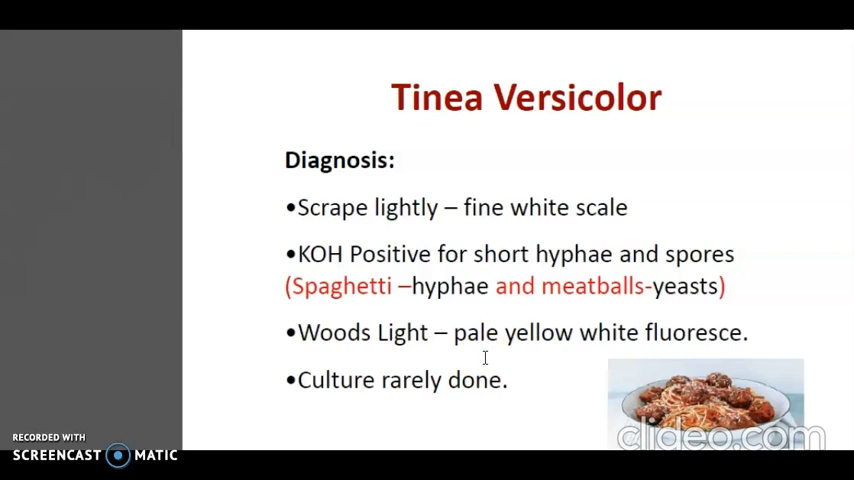 Tinea Versicolor
Diagnosis:
•Scrape lightly – fine white scale
•KOH Positive for short hyphae and spores
(Spaghetti –hyphae and meatballs-yeasts)
•Woods Light – pale yellow white fluoresce.
•Culture rarely done.
clideo.com
RECORDED WITH
SCREENCAST MATIC